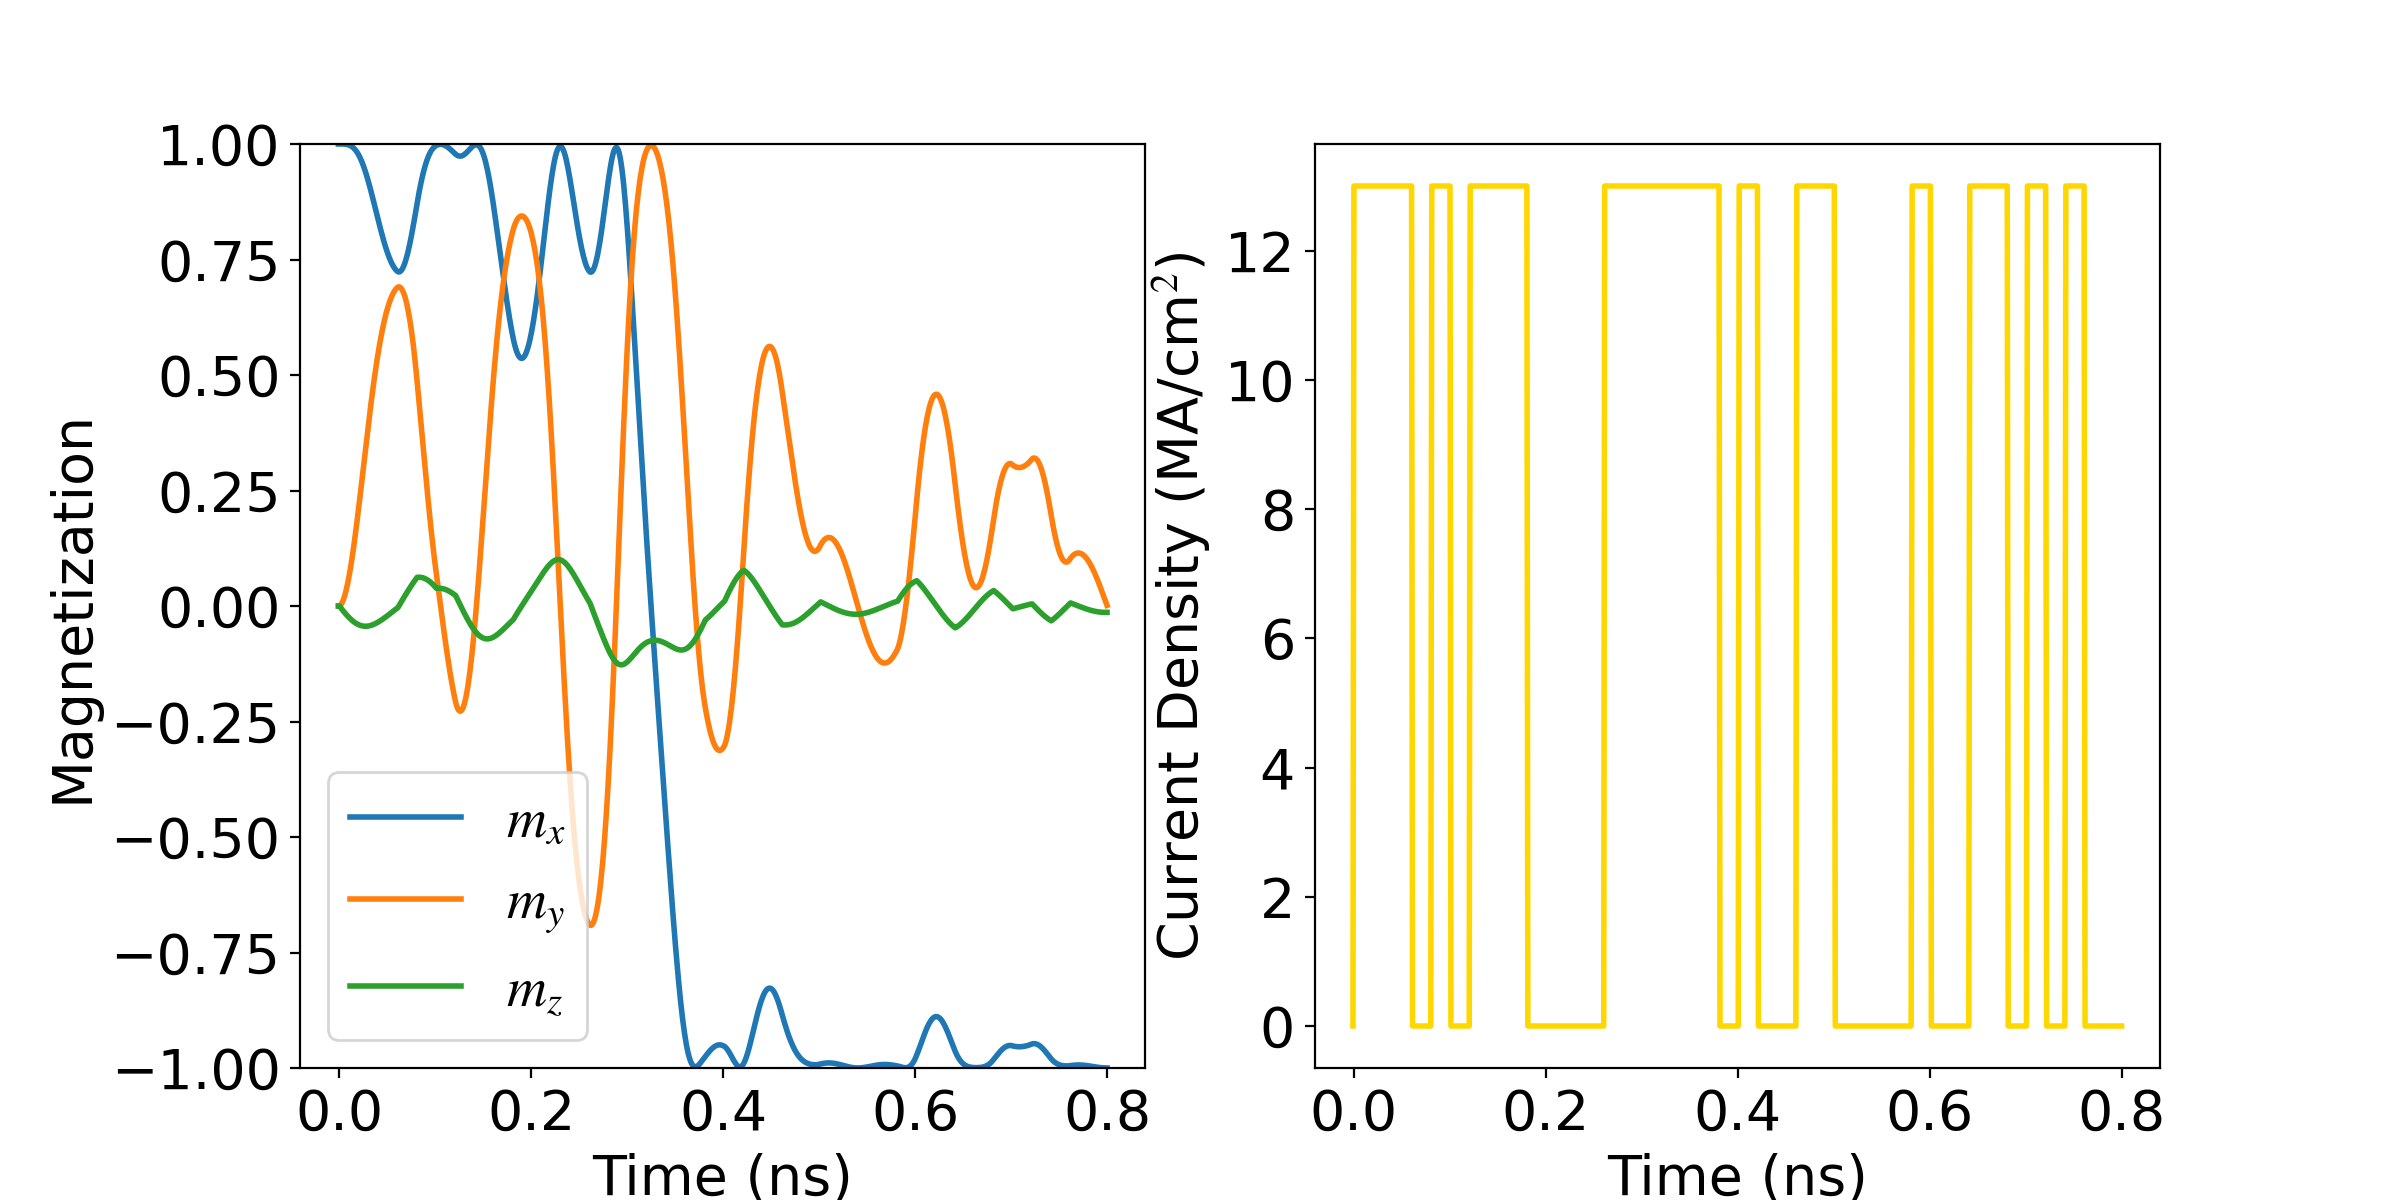 Magnetization
1.00
0.75
0.50
0.25
0.00
−0.25
−0.50
−0.75
−1.00
m_x
m_y
m_z
0.0 0.2 0.4 0.6 0.8
Time (ns)
Current Density (MA/cm²)
12
10
8
6
4
2
0
0.0 0.2 0.4 0.6 0.8
Time (ns)